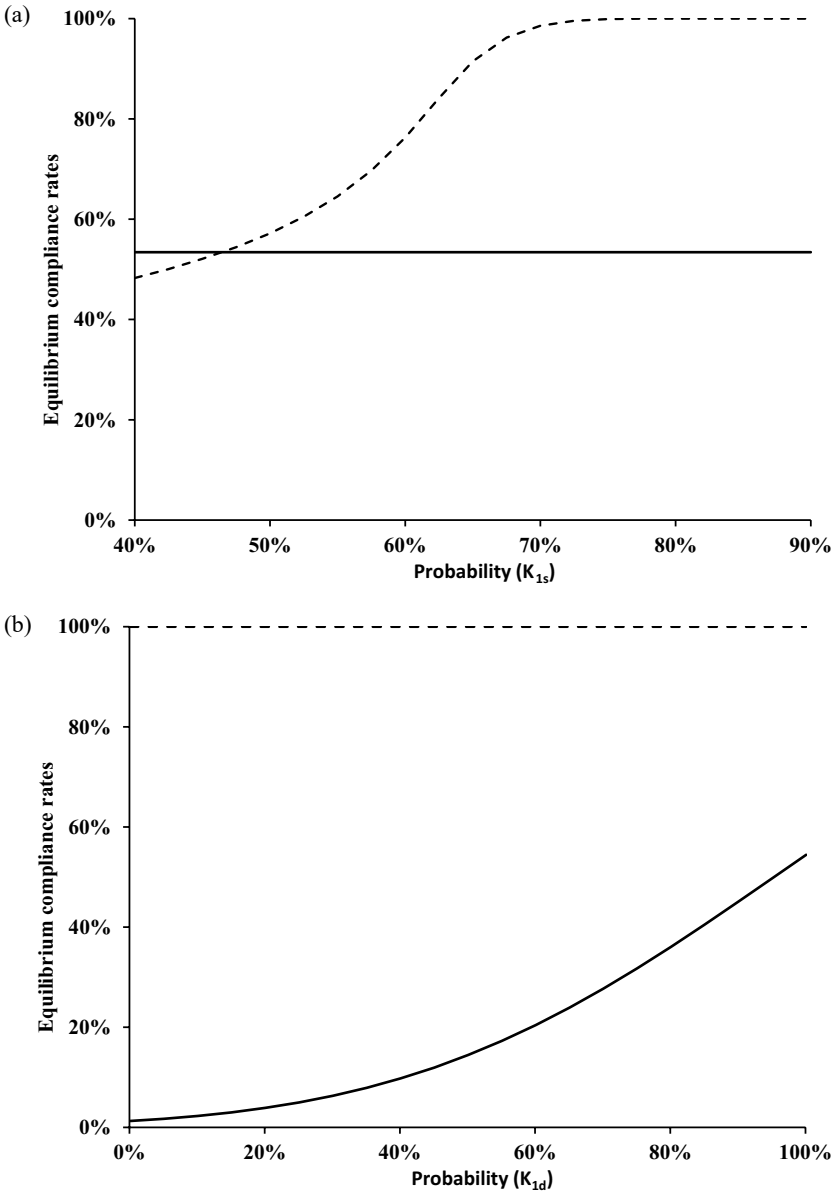 (a)
100%
80%
60%
40%
20%
0%
Equilibrium compliance rates
40% 50% 60% 70% 80% 90%
Probability (K1s)
(b)
100%
80%
60%
40%
20%
0%
Equilibrium compliance rates
0% 20% 40% 60% 80% 100%
Probability (K1d)